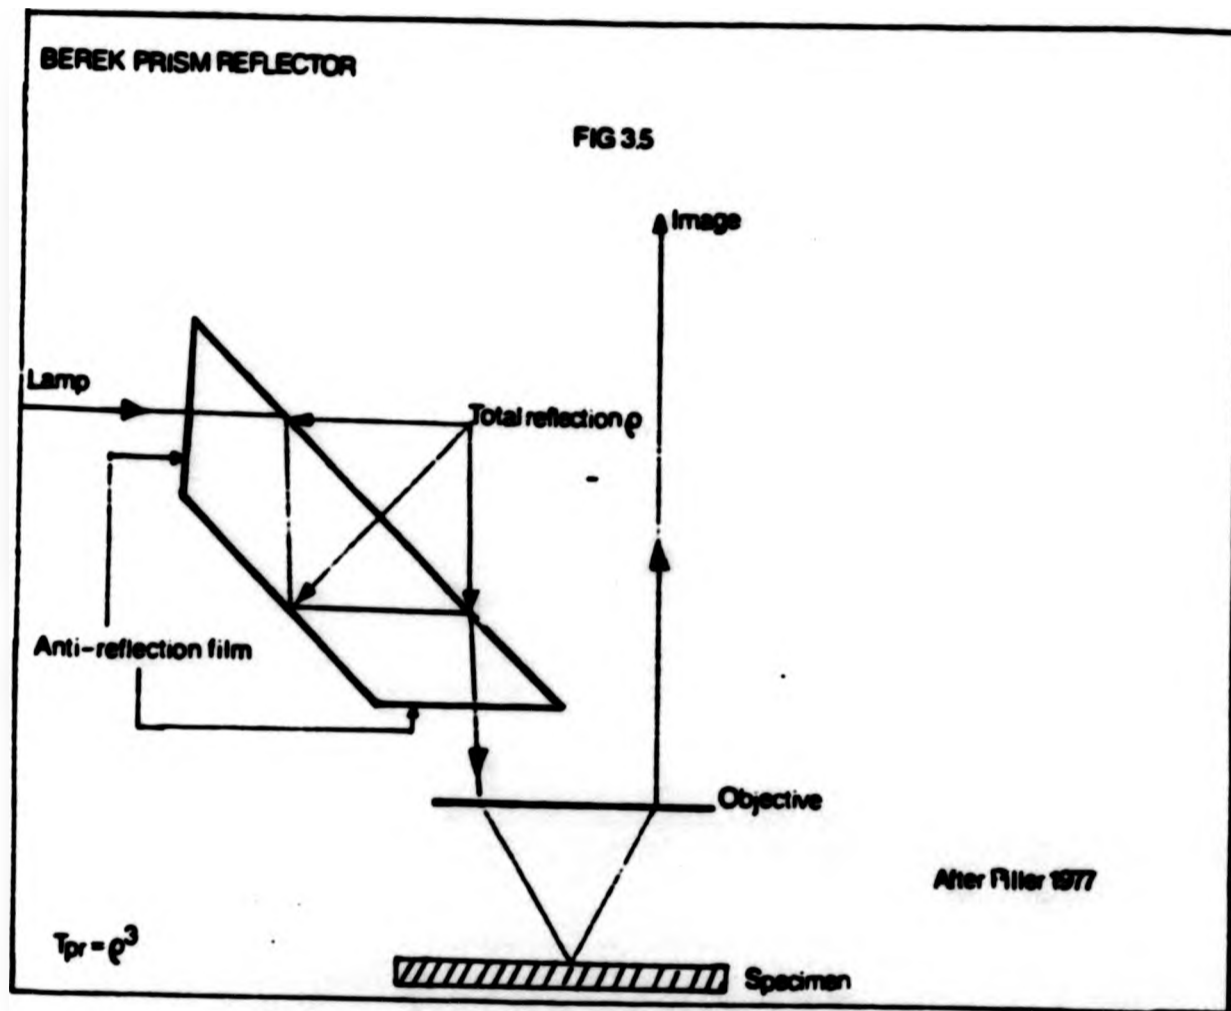 BEREK PRISM REFLECTOR
FIG 3.5
Image
Lamp
Total reflection ρ
Anti-reflection film
Objective
After Piller 1977
Tpr = ρ³
Specimen